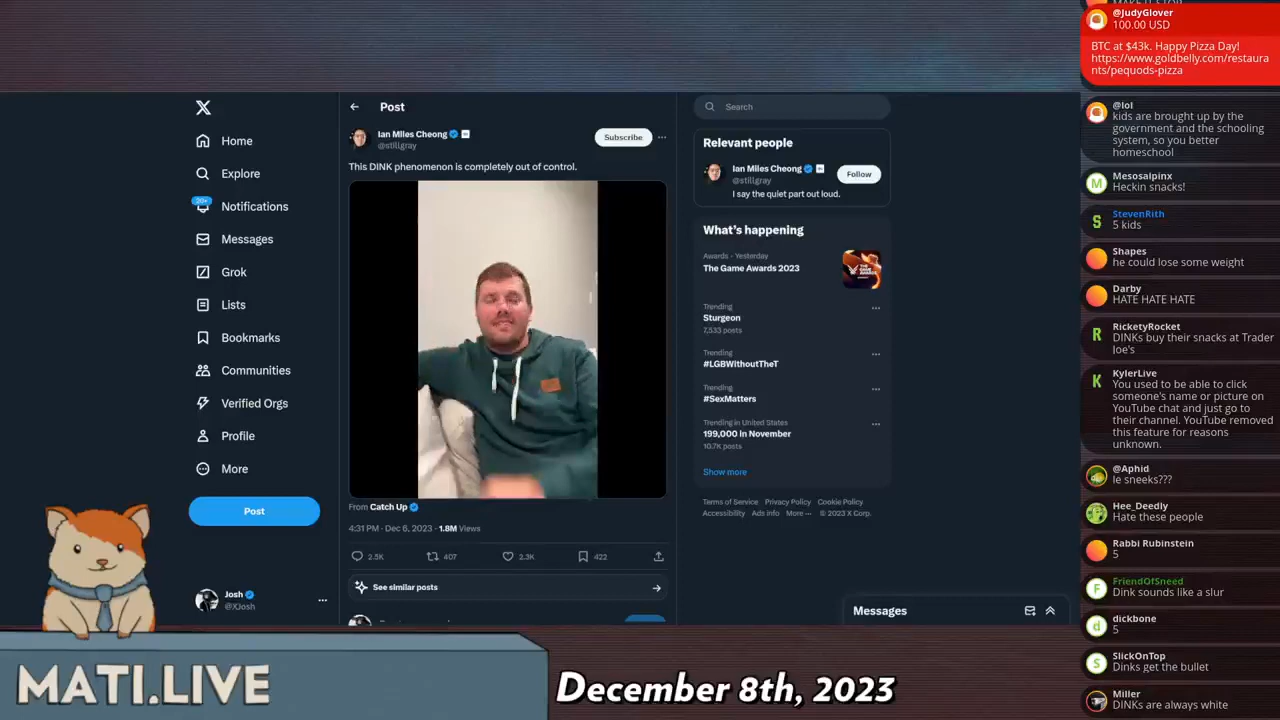 Home
Explore
20+
Notifications
Messages
Grok
Lists
Bookmarks
Communities
Verified Orgs
Profile
More
Post
Josh
@XJosh
Post
Ian Miles Cheong
@stillgray
Subscribe
This DINK phenomenon is completely out of control.
From Catch Up
4:31 PM · Dec 6, 2023 · 1.8M Views
2.5K
407
2.3K
422
See similar posts
Search
Relevant people
Ian Miles Cheong
@stillgray
Follow
I say the quiet part out loud.
What's happening
Awards · Yesterday
The Game Awards 2023
Trending
Sturgeon
7,533 posts
Trending
#LGBWithoutTheT
Trending
#SexMatters
Trending in United States
199,000 in November
10.7K posts
Show more
Terms of Service Privacy Policy Cookie Policy
Accessibility Ads info More ··· © 2023 X Corp.
Messages
@JudyGlover
100.00 USD
BTC at $43k. Happy Pizza Day!
https://www.goldbelly.com/restaura
nts/pequods-pizza
@lol
kids are brought up by the
government and the schooling
system, so you better
homeschool
Mesosalpinx
Heckin snacks!
StevenRith
5 kids
Shapes
he could lose some weight
Darby
HATE HATE HATE
RicketyRocket
DINKs buy their snacks at Trader
Joe's
KylerLive
You used to be able to click
someone's name or picture on
YouTube chat and just go to
their channel. YouTube removed
this feature for reasons
unknown.
@Aphid
le sneeks???
Hee_Deedly
Hate these people
Rabbi Rubinstein
5
FriendOfSneed
Dink sounds like a slur
dickbone
5
SlickOnTop
Dinks get the bullet
Miller
DINKs are always white
MATI.LIVE
December 8th, 2023